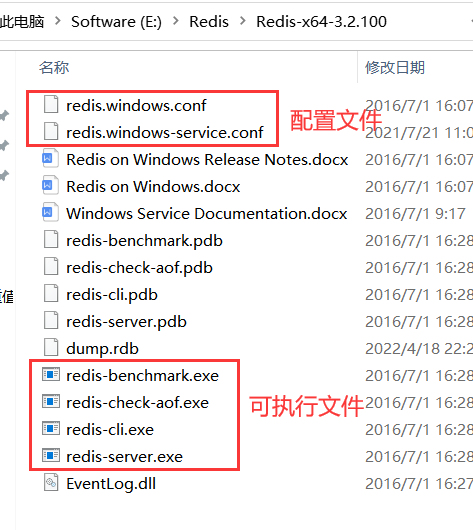 此电脑 > Software (E:) > Redis > Redis-x64-3.2.100
名称 修改日期
redis.windows.conf 2016/7/1 16:07
配置文件
redis.windows-service.conf 2021/7/21 11:0
Redis on Windows Release Notes.docx 2016/7/1 16:07
Redis on Windows.docx 2016/7/1 16:07
Windows Service Documentation.docx 2016/7/1 9:17
redis-benchmark.pdb 2016/7/1 16:28
redis-check-aof.pdb 2016/7/1 16:28
redis-cli.pdb 2016/7/1 16:28
redis-server.pdb 2016/7/1 16:28
dump.rdb 2022/4/18 22:2
redis-benchmark.exe 2016/7/1 16:28
redis-check-aof.exe 2016/7/1 16:28
可执行文件
redis-cli.exe 2016/7/1 16:28
redis-server.exe 2016/7/1 16:28
EventLog.dll 2016/7/1 16:27